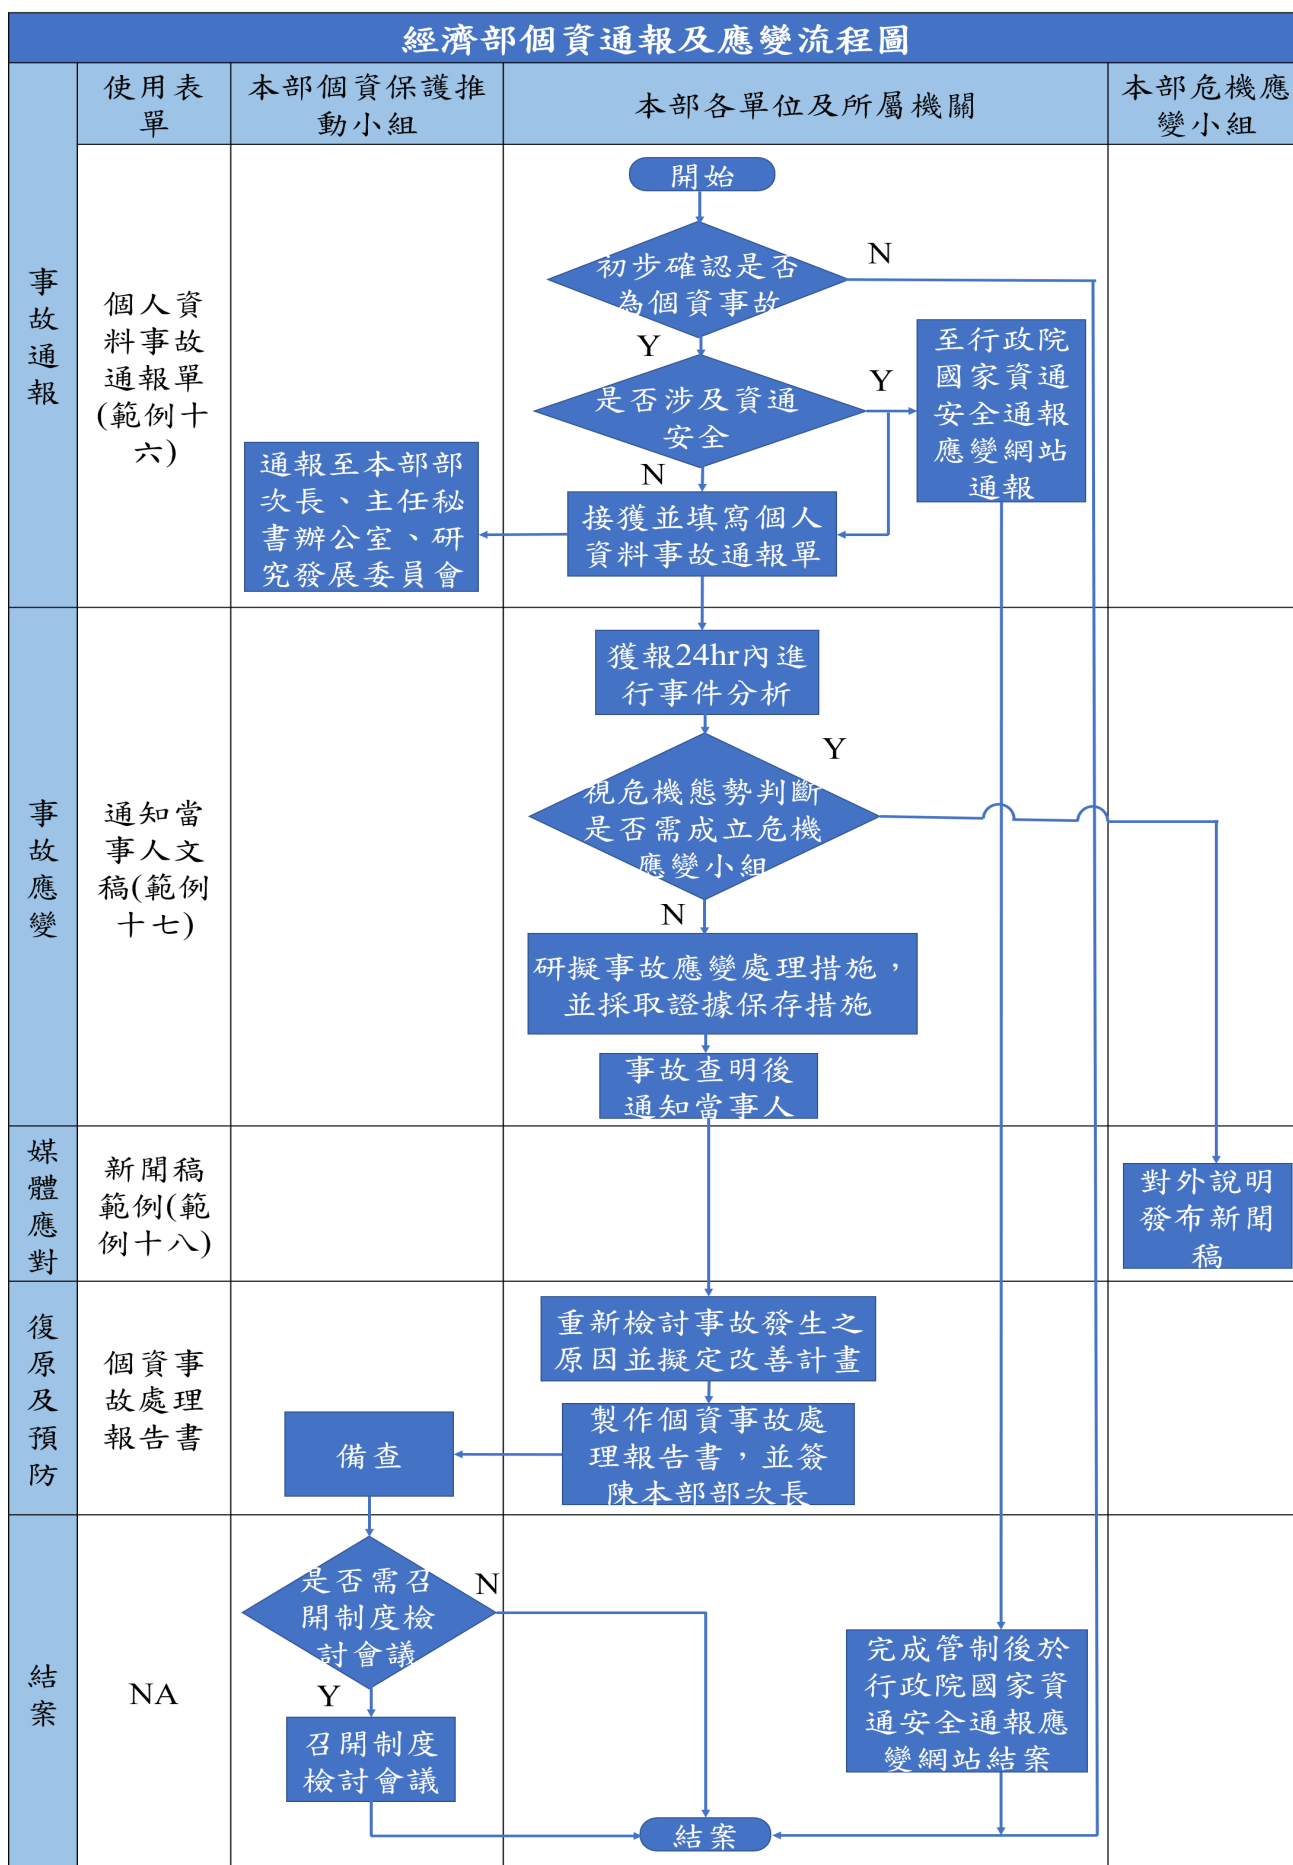 經濟部個資通報及應變流程圖
使用表
單
本部個資保護推
動小組
本部各單位及所屬機關
本部危機應
變小組
事
故
通
報
個人資
料事故
通報單
(範例十
六)
開始
初步確認是否
為個資事故
N
Y
是否涉及資通
安全
Y
N
至行政院
國家資通
安全通報
應變網站
通報
通報至本部部
次長、主任秘
書辦公室、研
究發展委員會
接獲並填寫個人
資料事故通報單
事
故
應
變
通知當
事人文
稿(範例
十七)
獲報24hr內進
行事件分析
視危機態勢判斷
是否需成立危機
應變小組
Y
N
研擬事故應變處理措施，
並採取證據保存措施
事故查明後
通知當事人
媒
體
應
對
新聞稿
範例(範
例十八)
對外說明
發布新聞
稿
復
原
及
預
防
個資事
故處理
報告書
重新檢討事故發生之
原因並擬定改善計畫
製作個資事故處
理報告書，並簽
陳本部部次長
備查
結
案
NA
是否需召
開制度檢
討會議
N
Y
召開制度
檢討會議
完成管制後於
行政院國家資
通安全通報應
變網站結案
結案